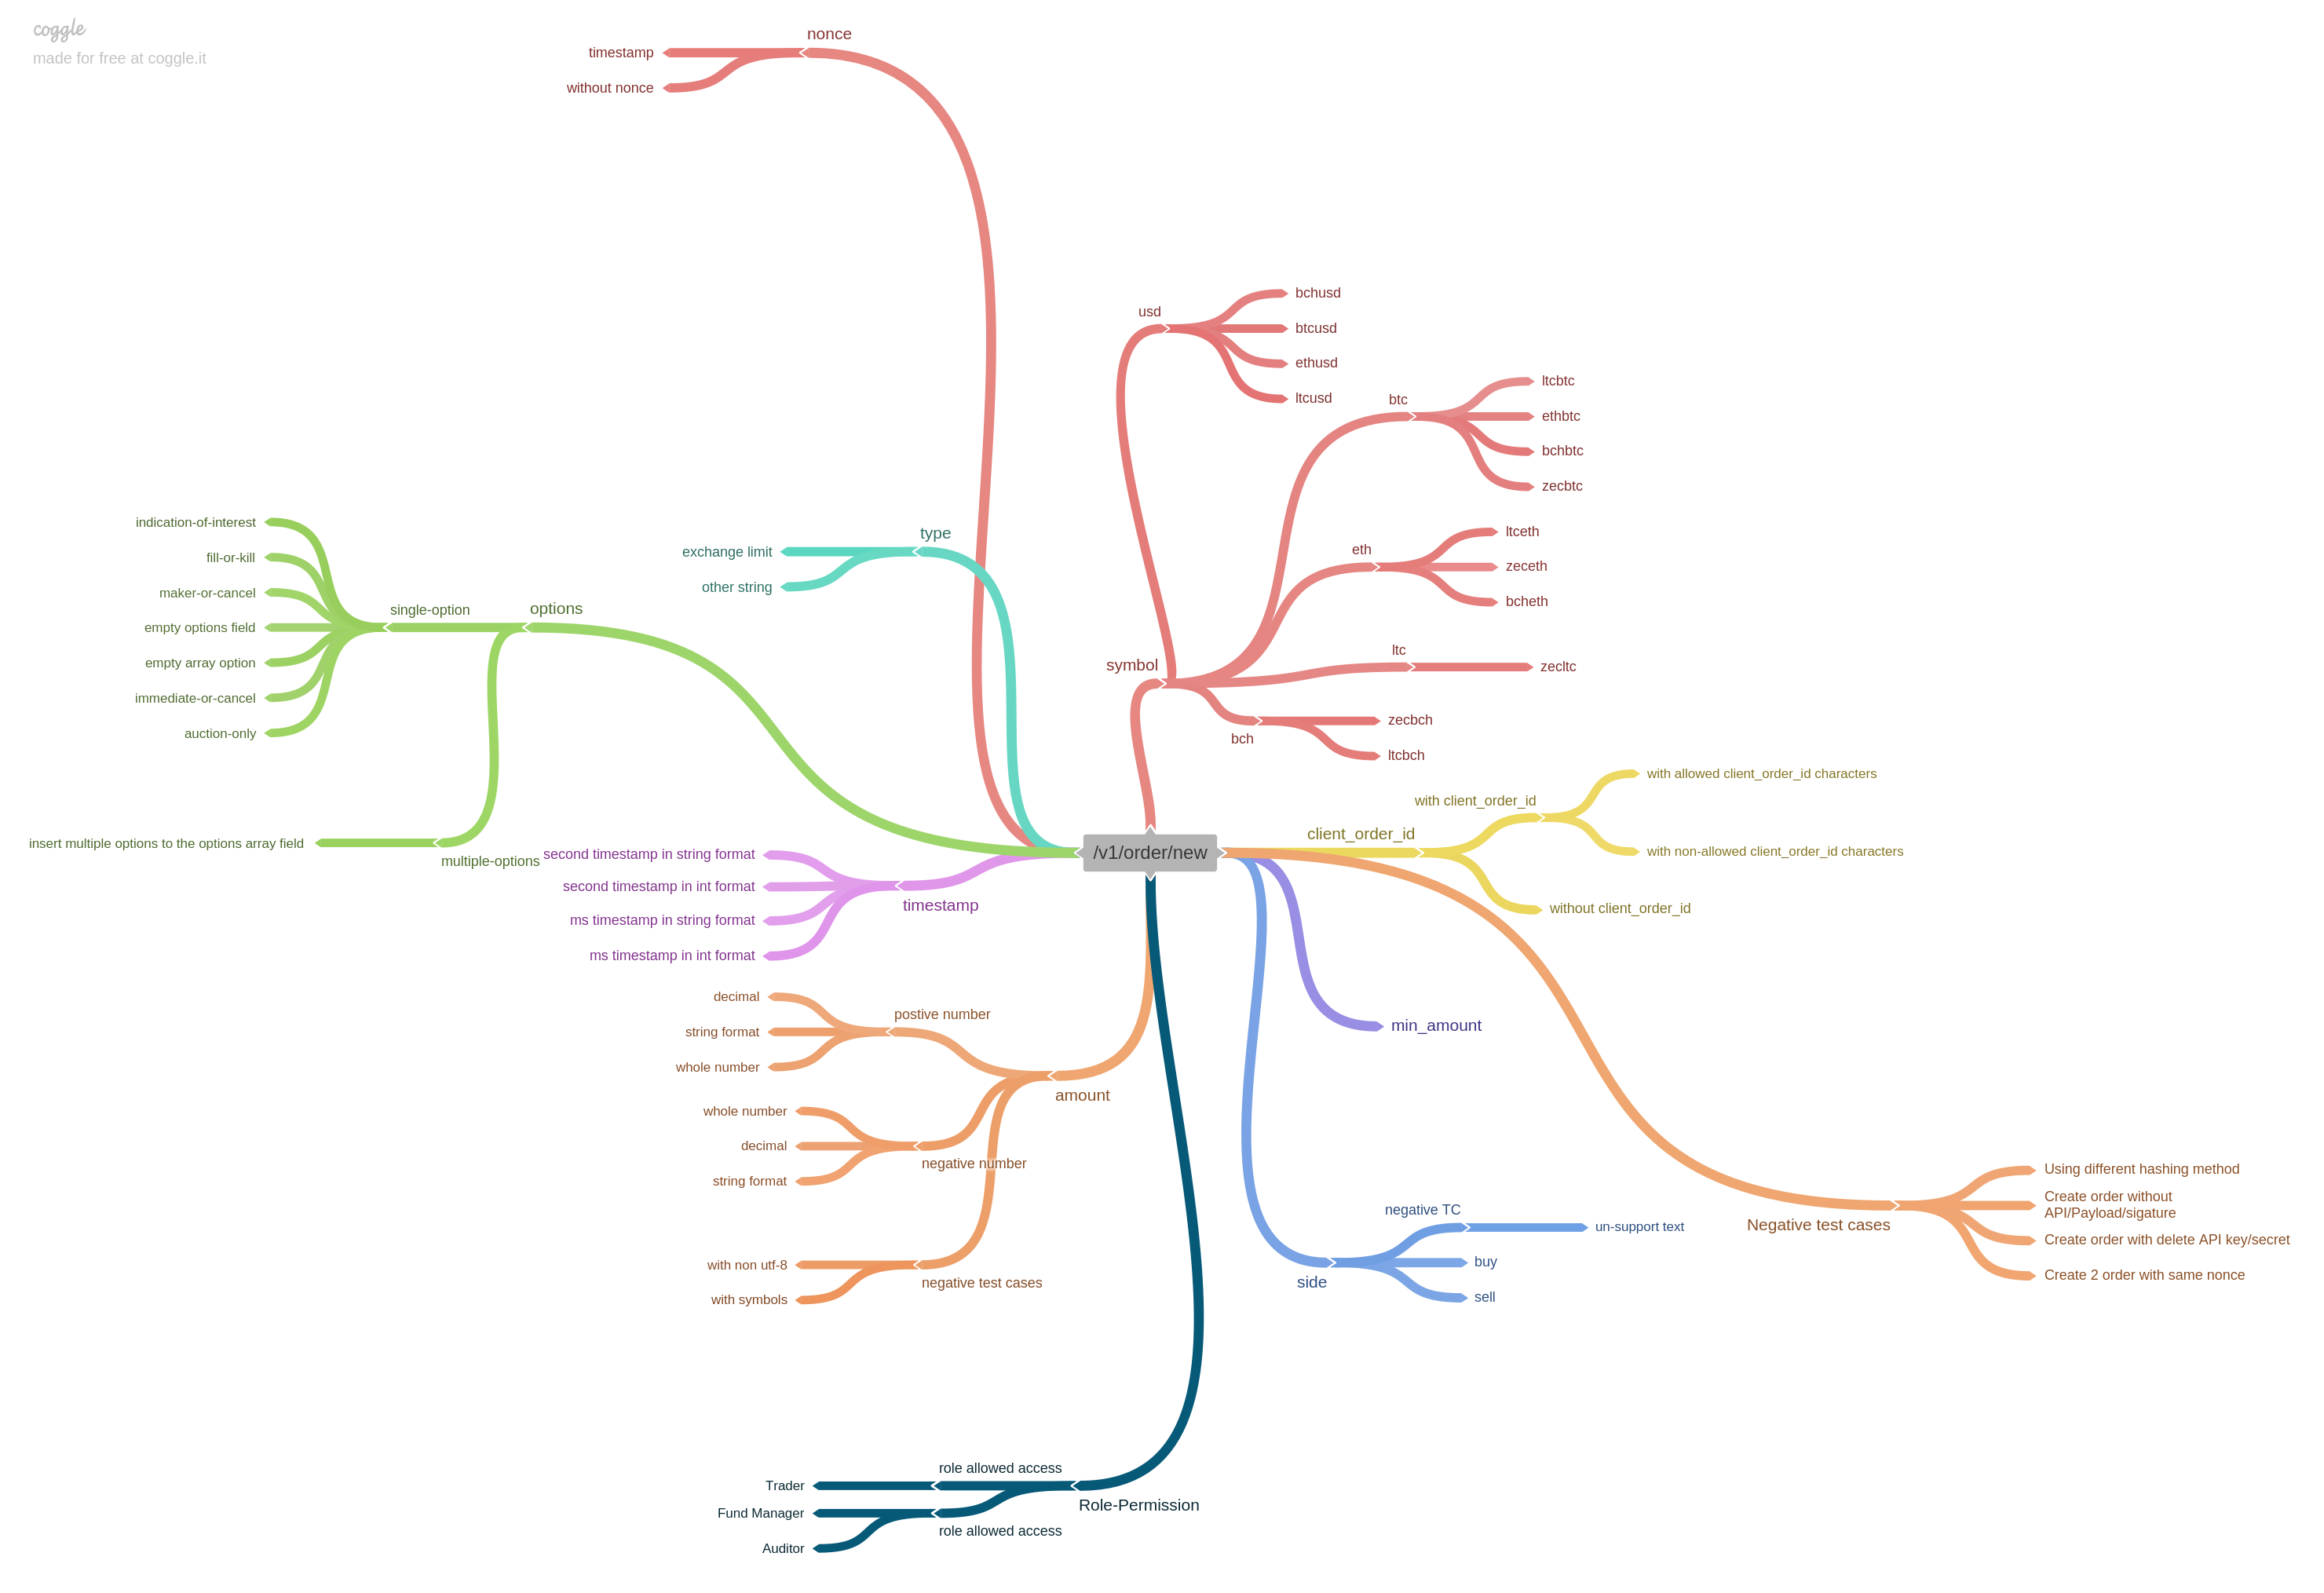 coggle
made for free at coggle.it
nonce
timestamp
without nonce
usd
bchusd
btcusd
ethusd
ltcusd
btc
ltcbtc
ethbtc
bchbtc
zecbtc
eth
ltceth
zeceth
bcheth
symbol
ltc
zecltc
bch
zecbch
ltcbch
type
exchange limit
other string
options
single-option
indication-of-interest
fill-or-kill
maker-or-cancel
empty options field
empty array option
immediate-or-cancel
auction-only
insert multiple options to the options array field
multiple-options
/v1/order/new
client_order_id
with client_order_id
with allowed client_order_id characters
with non-allowed client_order_id characters
without client_order_id
second timestamp in string format
second timestamp in int format
ms timestamp in string format
ms timestamp in int format
timestamp
min_amount
postive number
decimal
string format
whole number
amount
whole number
decimal
string format
negative number
with non utf-8
with symbols
negative test cases
negative TC
un-support text
buy
sell
side
Negative test cases
Using different hashing method
Create order without
API/Payload/sigature
Create order with delete API key/secret
Create 2 order with same nonce
role allowed access
Trader
Role-Permission
Fund Manager
role allowed access
Auditor